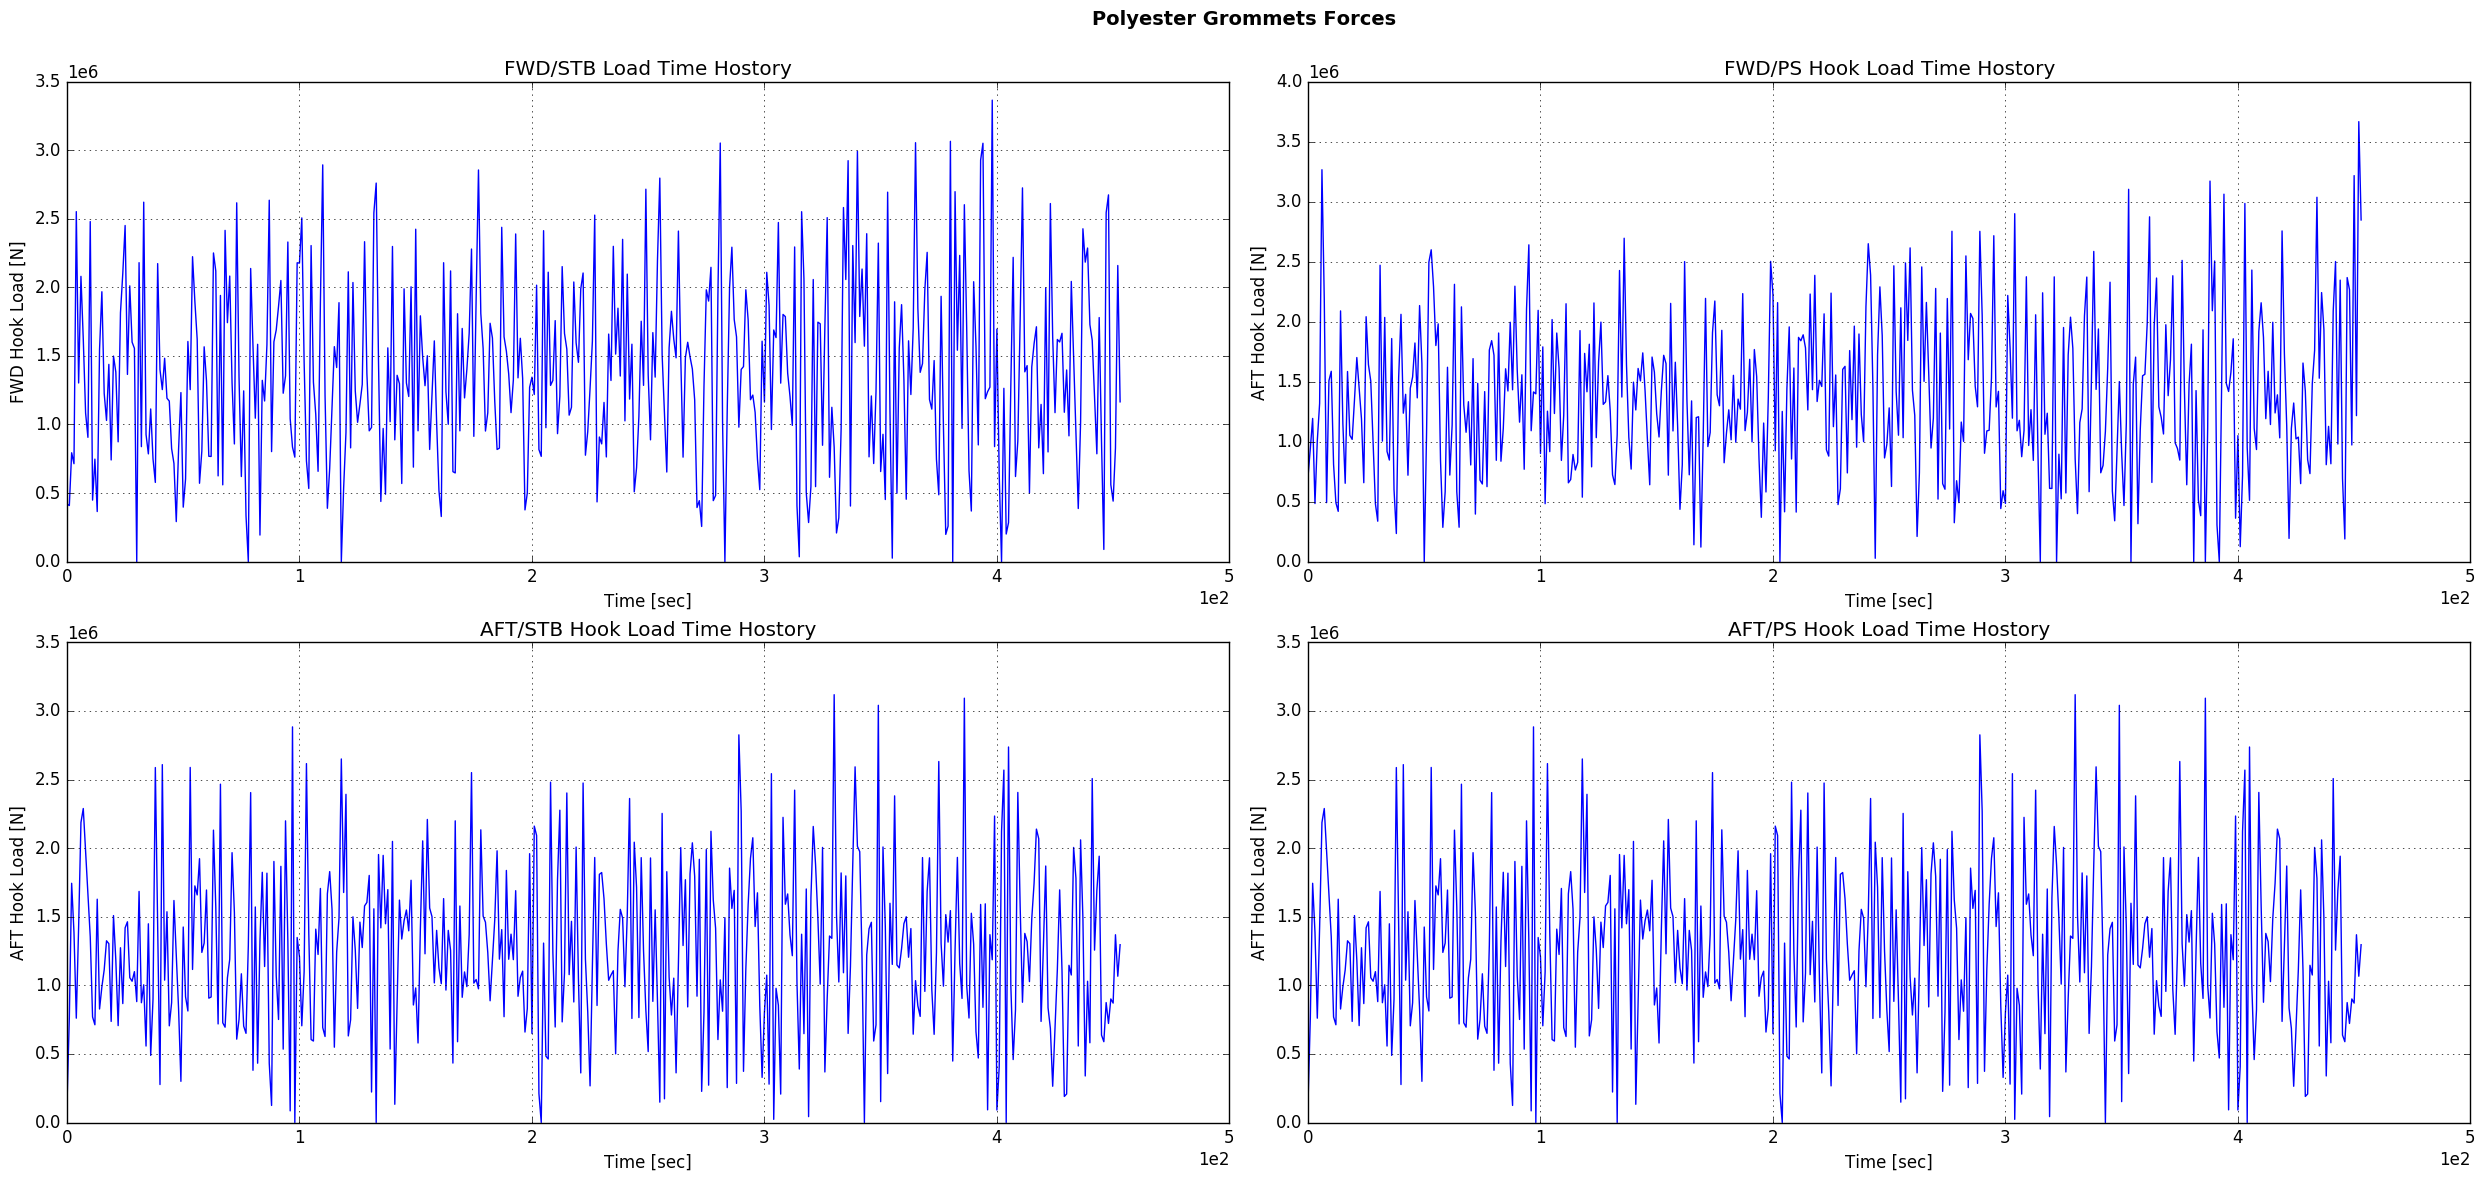 Polyester Grommets Forces
FWD/STB Load Time Hostory
1e6
3.5
3.0
2.5
2.0
1.5
1.0
0.5
0.0
FWD Hook Load [N]
0 1 2 3 4 5
Time [sec]
1e2
FWD/PS Hook Load Time Hostory
1e6
4.0
3.5
3.0
2.5
2.0
1.5
1.0
0.5
0.0
AFT Hook Load [N]
0 1 2 3 4 5
Time [sec]
1e2
AFT/STB Hook Load Time Hostory
1e6
3.5
3.0
2.5
2.0
1.5
1.0
0.5
0.0
AFT Hook Load [N]
0 1 2 3 4 5
Time [sec]
1e2
AFT/PS Hook Load Time Hostory
1e6
3.5
3.0
2.5
2.0
1.5
1.0
0.5
0.0
AFT Hook Load [N]
0 1 2 3 4 5
Time [sec]
1e2